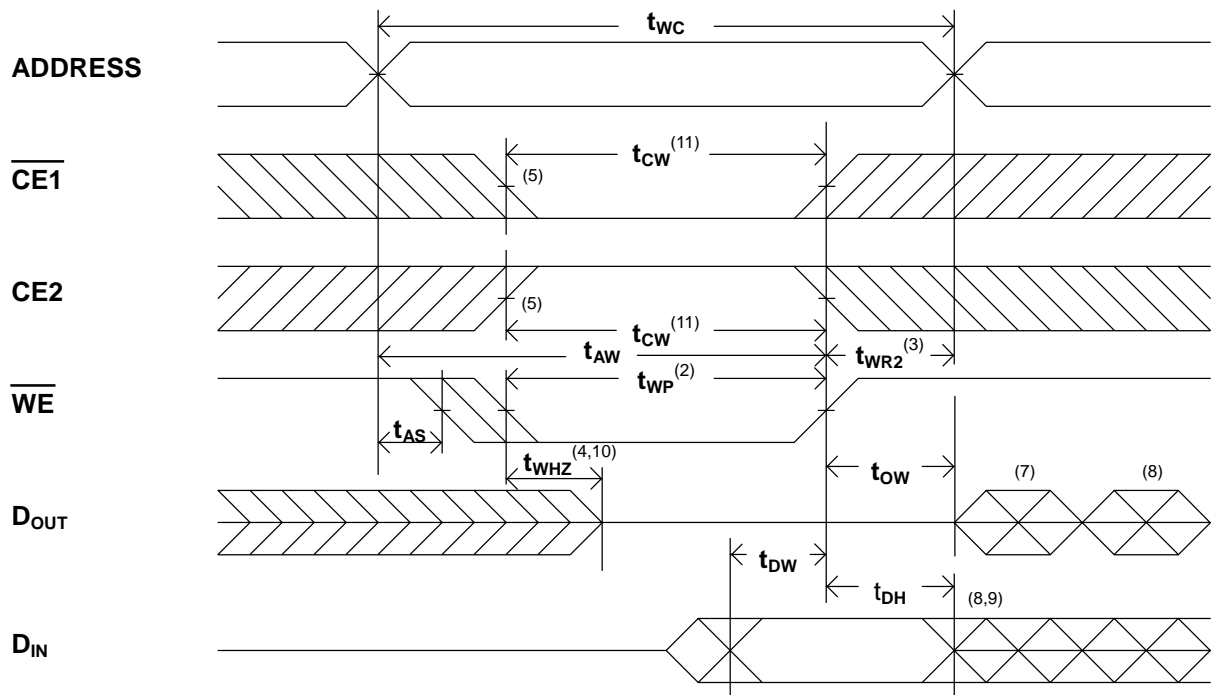 tWC
ADDRESS
CE1
tCW(11)
(5)
CE2
(5)
tCW(11)
tAW
tWR2(3)
WE
tWP(2)
tAS
tWHZ(4,10)
tOW
DOUT
(7)
(8)
tDW
tDH
(8,9)
DIN